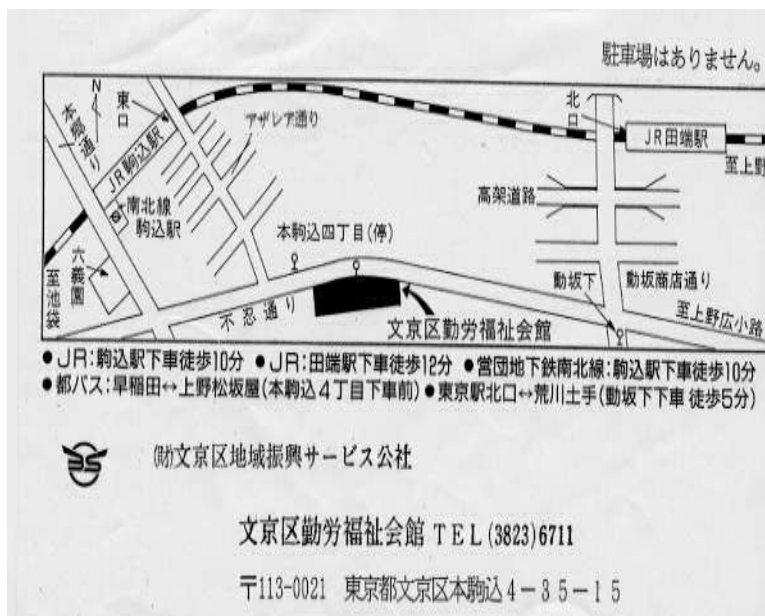 駐車場はありません。
N
東口
本郷通り
アザレア通り
JR駒込駅
南北線
駒込駅
六義園
至池袋
北口
JR田端駅
至上野
高架道路
本駒込四丁目(停)
動坂下
動坂商店通り
不忍通り
至上野広小路
文京区勤労福祉会館
●JR:駒込駅下車徒歩10分 ●JR:田端駅下車徒歩12分 ●営団地下鉄南北線:駒込駅下車徒歩10分
●都バス:早稲田↔上野松坂屋(本駒込4丁目下車前)●東京駅北口↔荒川土手(動坂下下車 徒歩5分)
㈶文京区地域振興サービス公社
文京区勤労福祉会館 TEL(3823)6711
〒113-0021 東京都文京区本駒込4-35-15